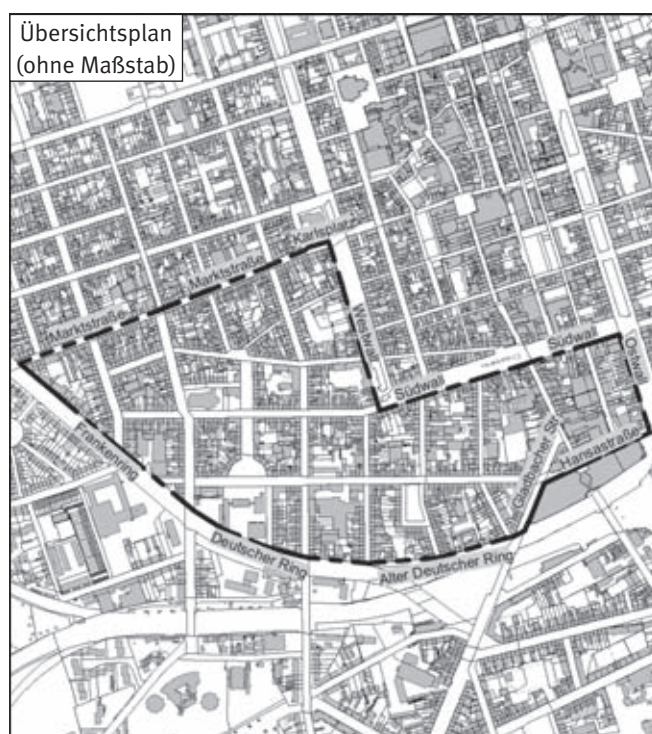 Übersichtsplan
(ohne Maßstab)
Karlsplatz
Marktstraße
Marktstraße
Westwall
Südwall
Südwall
Ostwall
Frankenring
Gladbacher Str.
Hansastraße
Deutscher Ring
Alter Deutscher Ring